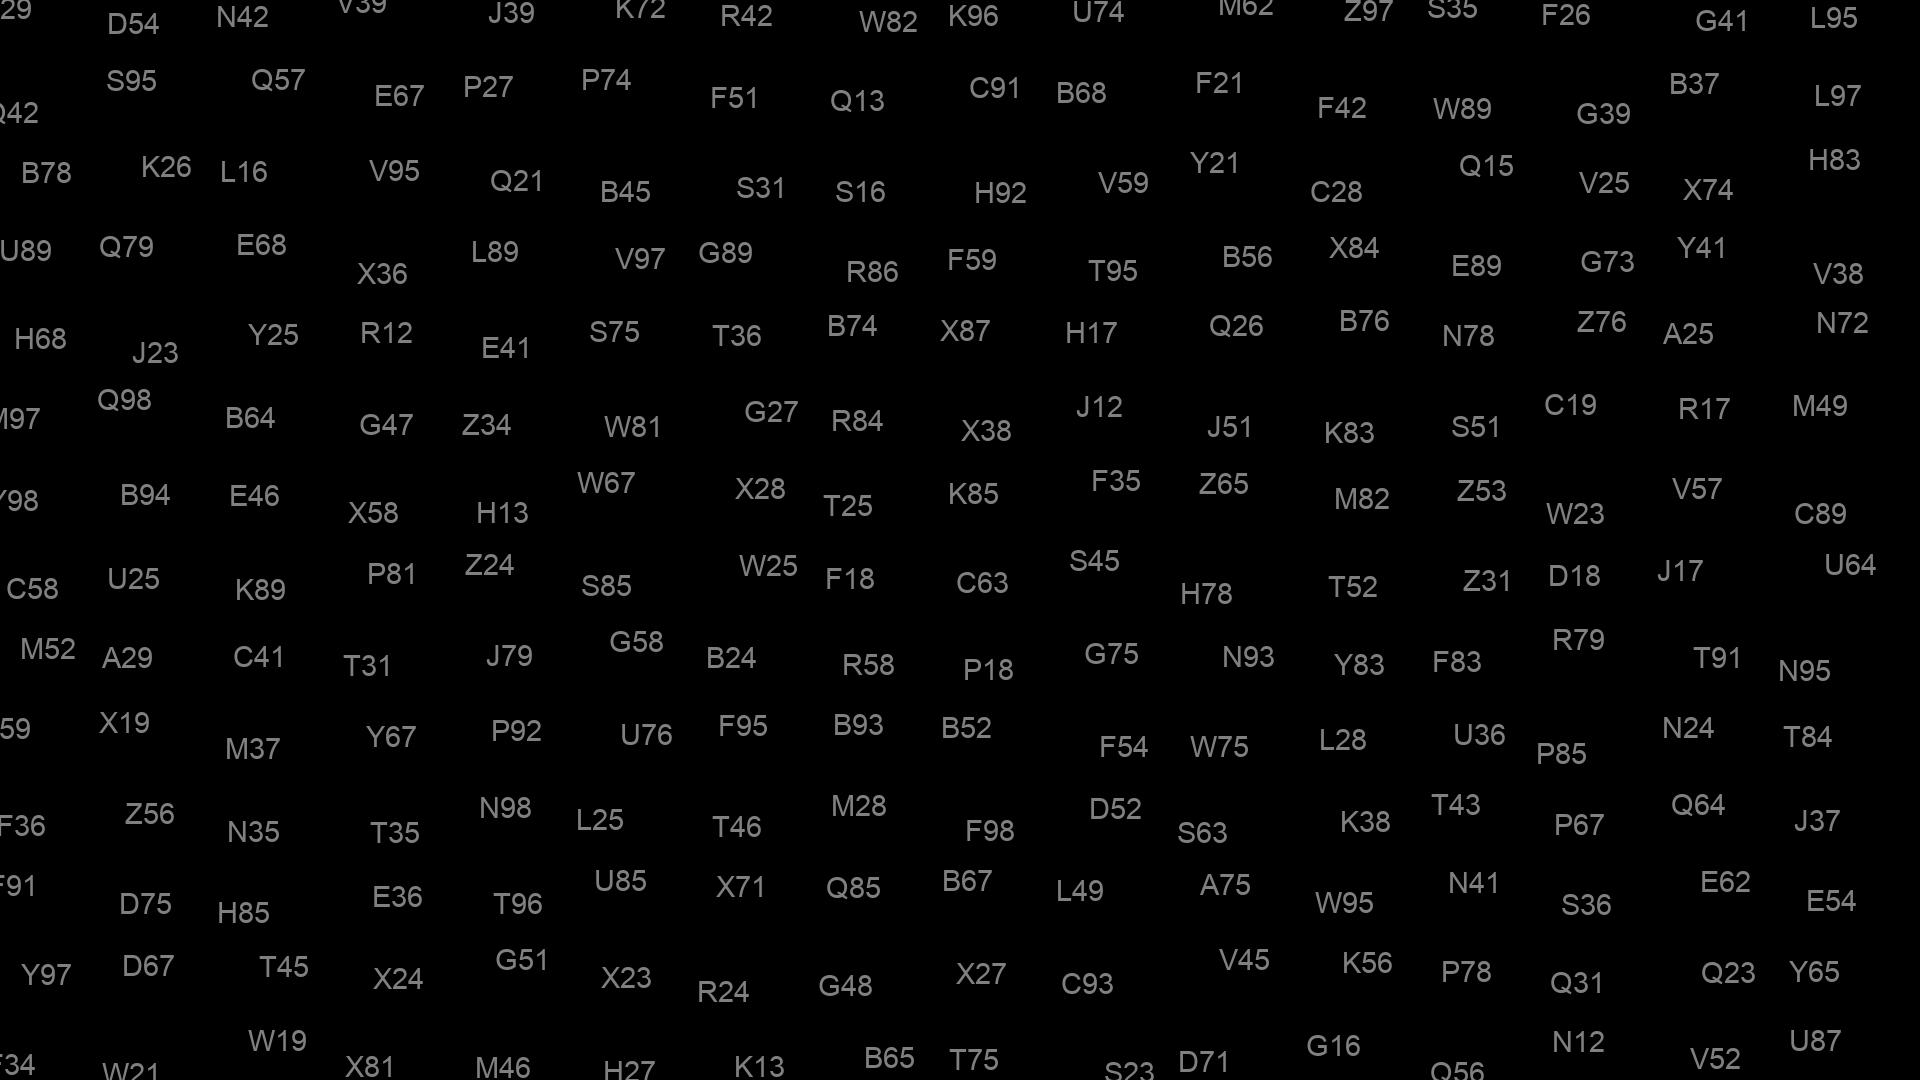 29 D54 N42 V39 J39 K72 R42 W82 K96 U74 M62 Z97 S35 F26 G41 L95
Q42 S95 Q57 E67 P27 P74 F51 Q13 C91 B68 F21 F42 W89 G39 B37 L97
B78 K26 L16 V95 Q21 B45 S31 S16 H92 V59 Y21 C28 Q15 V25 X74 H83
U89 Q79 E68 X36 L89 V97 G89 R86 F59 T95 B56 X84 E89 G73 Y41 V38
H68 J23 Y25 R12 E41 S75 T36 B74 X87 H17 Q26 B76 N78 Z76 A25 N72
M97 Q98 B64 G47 Z34 W81 G27 R84 X38 J12 J51 K83 S51 C19 R17 M49
Y98 B94 E46 X58 H13 W67 X28 T25 K85 F35 Z65 M82 Z53 W23 V57 C89
C58 U25 K89 P81 Z24 S85 W25 F18 C63 S45 H78 T52 Z31 D18 J17 U64
M52 A29 C41 T31 J79 G58 B24 R58 P18 G75 N93 Y83 F83 R79 T91 N95
59 X19 M37 Y67 P92 U76 F95 B93 B52 F54 W75 L28 U36 P85 N24 T84
F36 Z56 N35 T35 N98 L25 T46 M28 F98 D52 S63 K38 T43 P67 Q64 J37
F91 D75 H85 E36 T96 U85 X71 Q85 B67 L49 A75 W95 N41 S36 E62 E54
Y97 D67 T45 X24 G51 X23 R24 G48 X27 C93 V45 K56 P78 Q31 Q23 Y65
F34 W21 W19 X81 M46 H27 K13 B65 T75 S23 D71 G16 Q56 N12 V52 U87